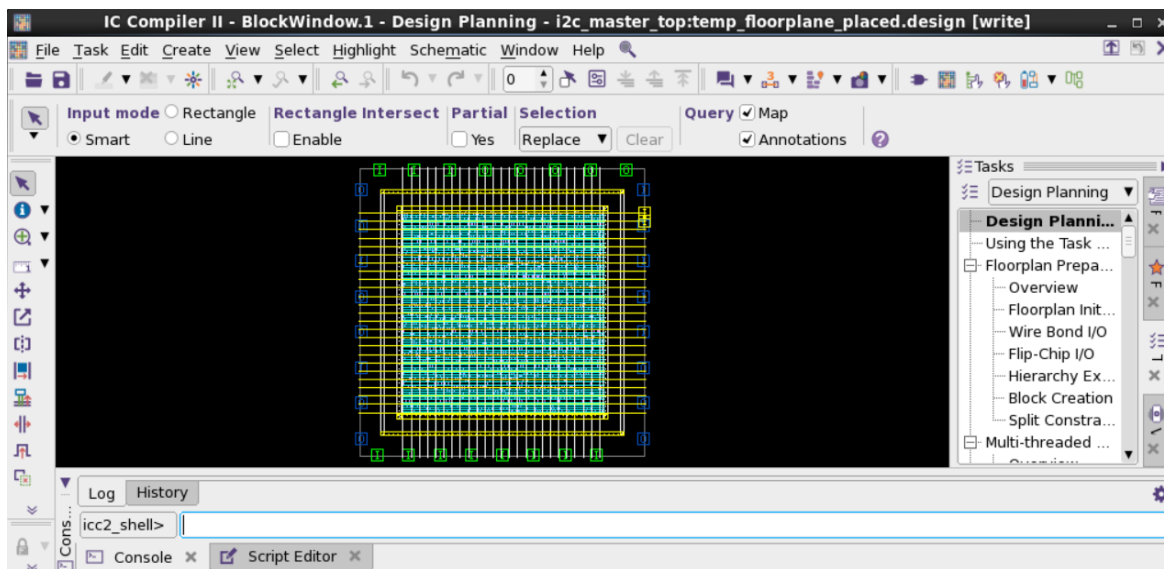 IC Compiler II - BlockWindow.1 - Design Planning - i2c_master_top:temp_floorplane_placed.design [write]
File Task Edit Create View Select Highlight Schematic Window Help
0
Input mode Rectangle Rectangle Intersect Partial Selection Query Map
Smart Line Enable Yes Replace Clear Annotations
Tasks
Design Planning
Design Planni...
Using the Task ...
Floorplan Prepa...
Overview
Floorplan Init...
Wire Bond I/O
Flip-Chip I/O
Hierarchy Ex...
Block Creation
Split Constra...
Multi-threaded ...
Log History
Cons...
icc2_shell>
Console Script Editor